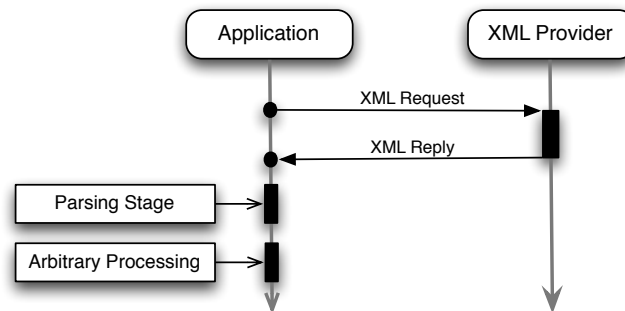 Application
XML Provider
XML Request
XML Reply
Parsing Stage
Arbitrary Processing